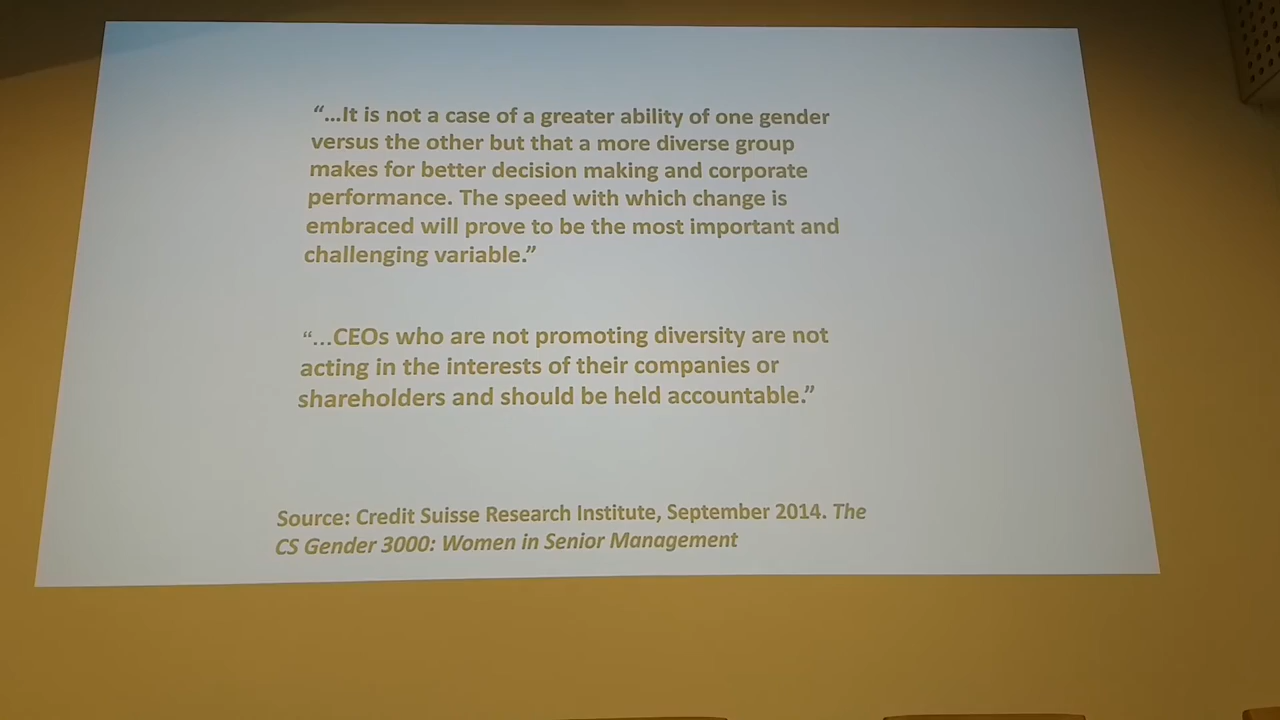 “...It is not a case of a greater ability of one gender
versus the other but that a more diverse group
makes for better decision making and corporate
performance. The speed with which change is
embraced will prove to be the most important and
challenging variable.”
“...CEOs who are not promoting diversity are not
acting in the interests of their companies or
shareholders and should be held accountable.”
Source: Credit Suisse Research Institute, September 2014. The
CS Gender 3000: Women in Senior Management